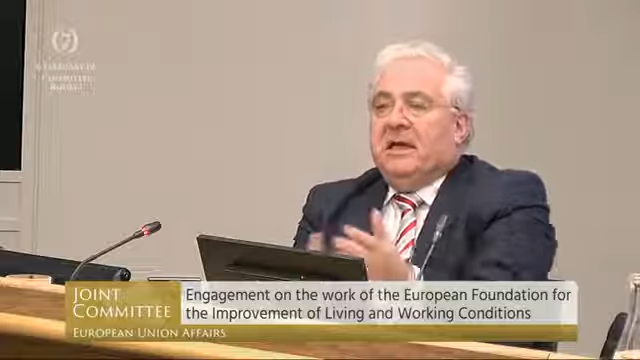 JOINT
COMMITTEE
EUROPEAN UNION AFFAIRS
Engagement on the work of the European Foundation for
the Improvement of Living and Working Conditions